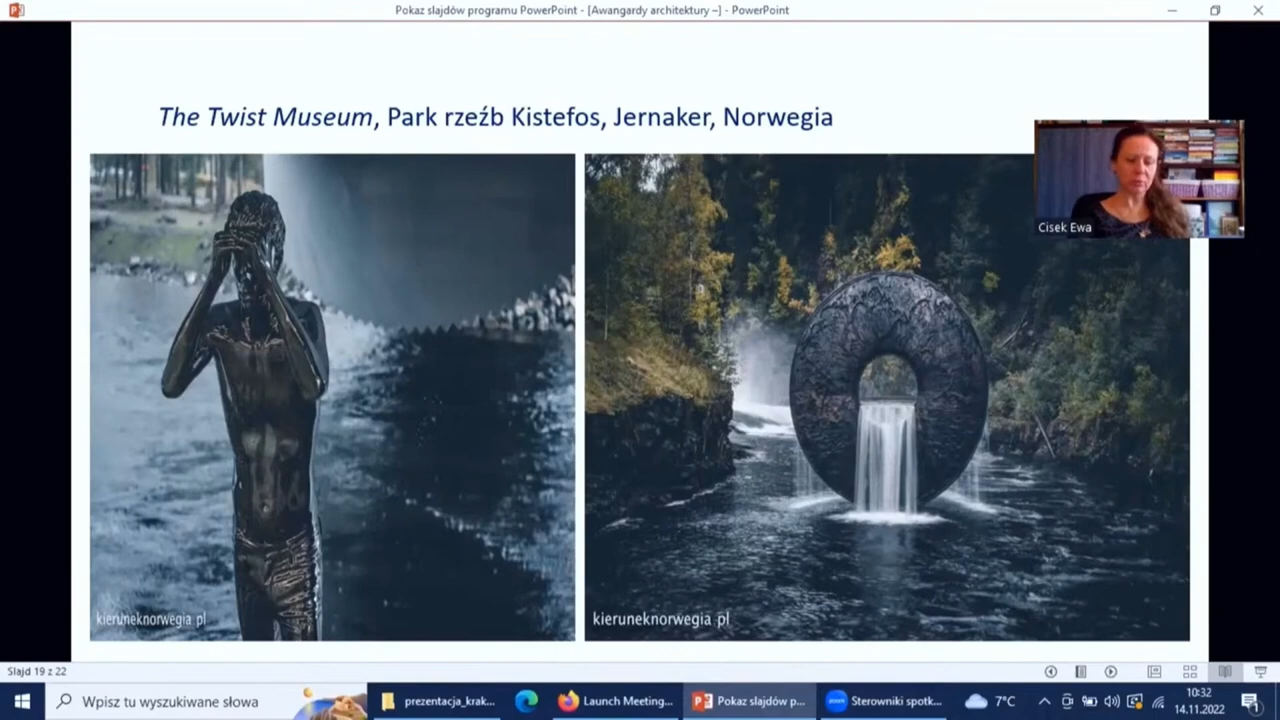 Pokaz slajdów programu PowerPoint - [Awangardy architektury –] - PowerPoint
The Twist Museum, Park rzeźb Kistefos, Jernaker, Norwegia
Cisek Ewa
kieruneknorwegia.pl
kieruneknorwegia.pl
Slajd 19 z 22
Wpisz tu wyszukiwane słowa
prezentacja_krak...
Launch Meeting...
Pokaz slajdów p...
zoom
Sterowniki spotk...
7°C
10:32
14.11.2022
1